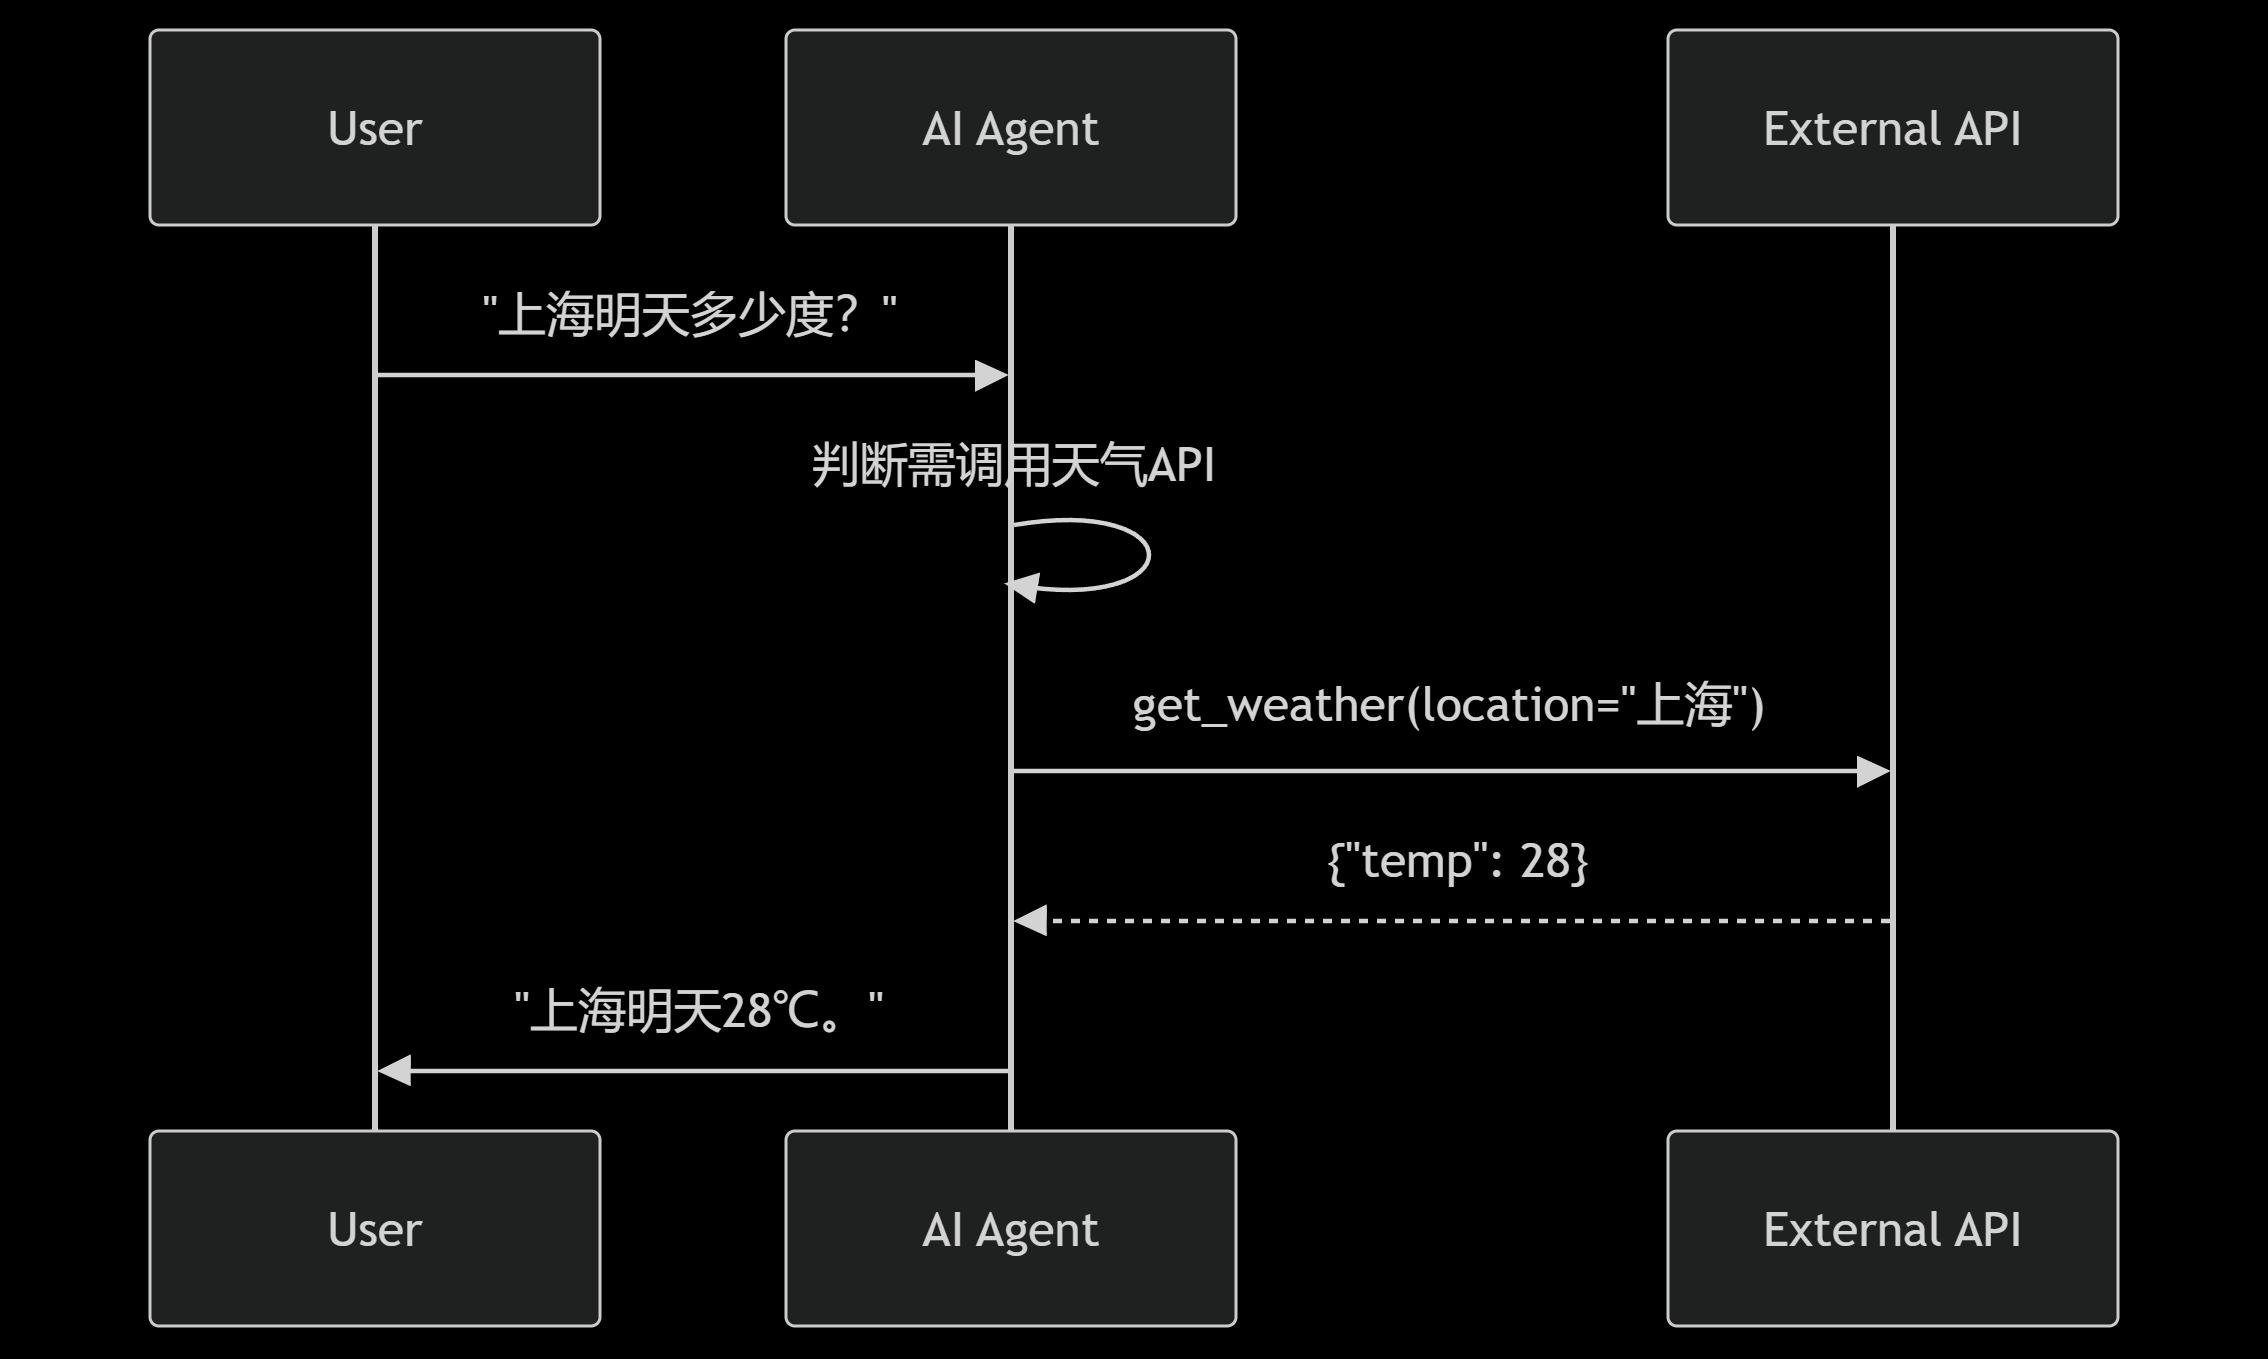 User
AI Agent
External API
"上海明天多少度？"
判断需调用天气API
get_weather(location="上海")
{"temp": 28}
"上海明天28℃。"
User
AI Agent
External API